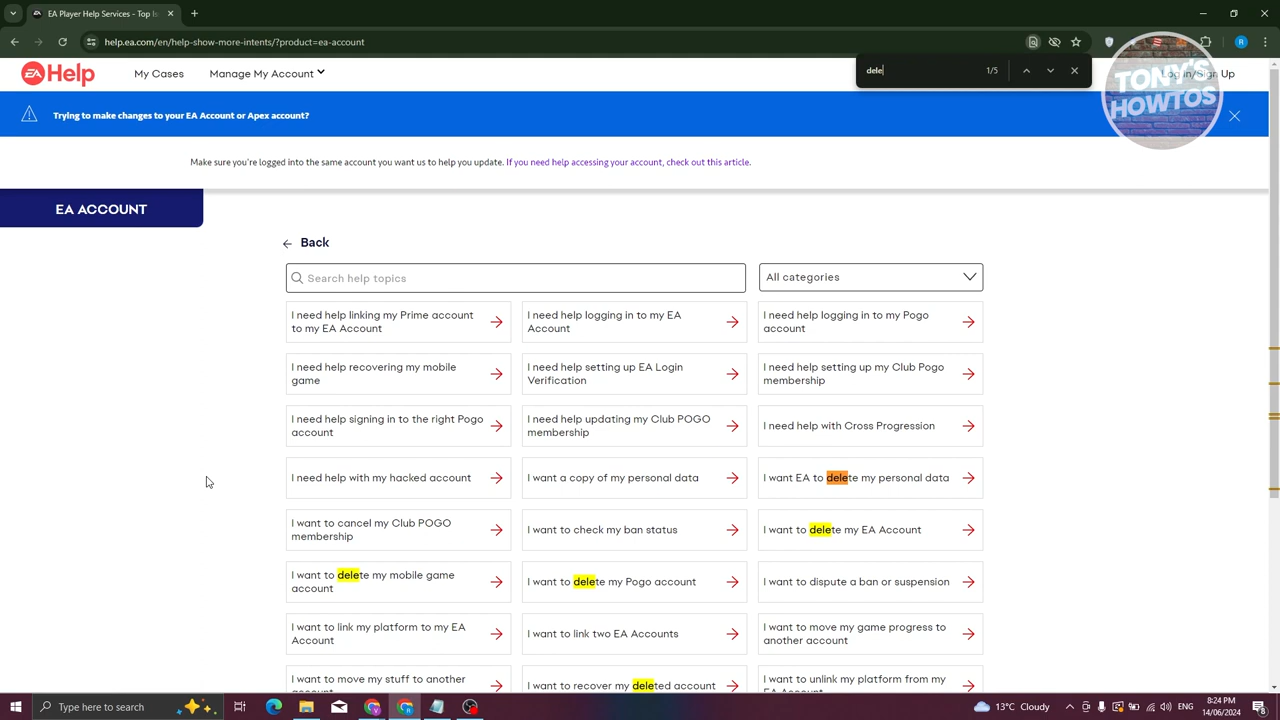 EA Player Help Services - Top Is
help.ea.com/en/help-show-more-intents/?product=ea-account
R
EA Help
My Cases
Manage My Account
dele
1/5
Log in/Sign Up
TONY'S
HOWTOS
Trying to make changes to your EA Account or Apex account?
Make sure you're logged into the same account you want us to help you update. If you need help accessing your account, check out this article.
EA ACCOUNT
Back
Search help topics
All categories
I need help linking my Prime account
to my EA Account
I need help logging in to my EA
Account
I need help logging in to my Pogo
account
I need help recovering my mobile
game
I need help setting up EA Login
Verification
I need help setting up my Club Pogo
membership
I need help signing in to the right Pogo
account
I need help updating my Club POGO
membership
I need help with Cross Progression
I need help with my hacked account
I want a copy of my personal data
I want EA to delete my personal data
I want to cancel my Club POGO
membership
I want to check my ban status
I want to delete my EA Account
I want to delete my mobile game
account
I want to delete my Pogo account
I want to dispute a ban or suspension
I want to link my platform to my EA
Account
I want to link two EA Accounts
I want to move my game progress to
another account
I want to move my stuff to another
account
I want to recover my deleted account
I want to unlink my platform from my
EA Account
Type here to search
13°C Cloudy
8:24 PM
14/06/2024